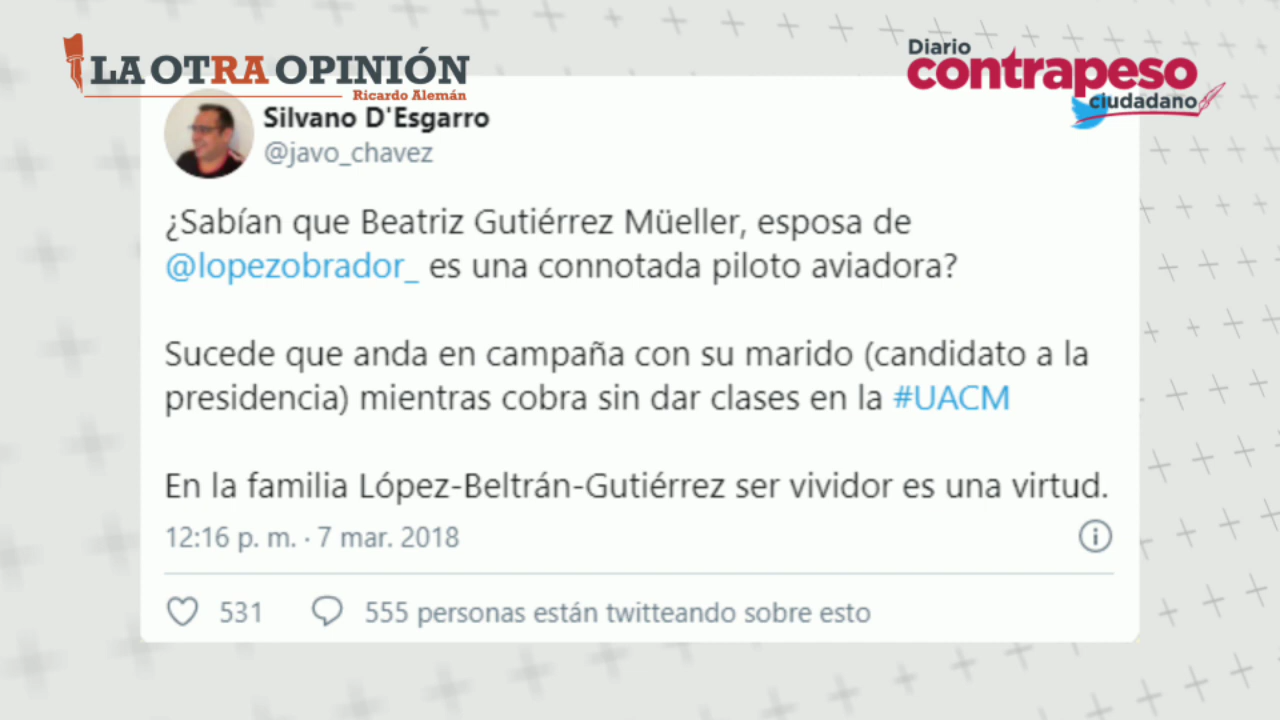 LA OTRA OPINIÓN
Ricardo Alemán
Diario
contrapeso
ciudadano
Silvano D'Esgarro
@javo_chavez
¿Sabían que Beatriz Gutiérrez Müeller, esposa de
@lopezobrador_ es una connotada piloto aviadora?
Sucede que anda en campaña con su marido (candidato a la
presidencia) mientras cobra sin dar clases en la #UACM
En la familia López-Beltrán-Gutiérrez ser vividor es una virtud.
12:16 p. m. · 7 mar. 2018
531
555 personas están twitteando sobre esto